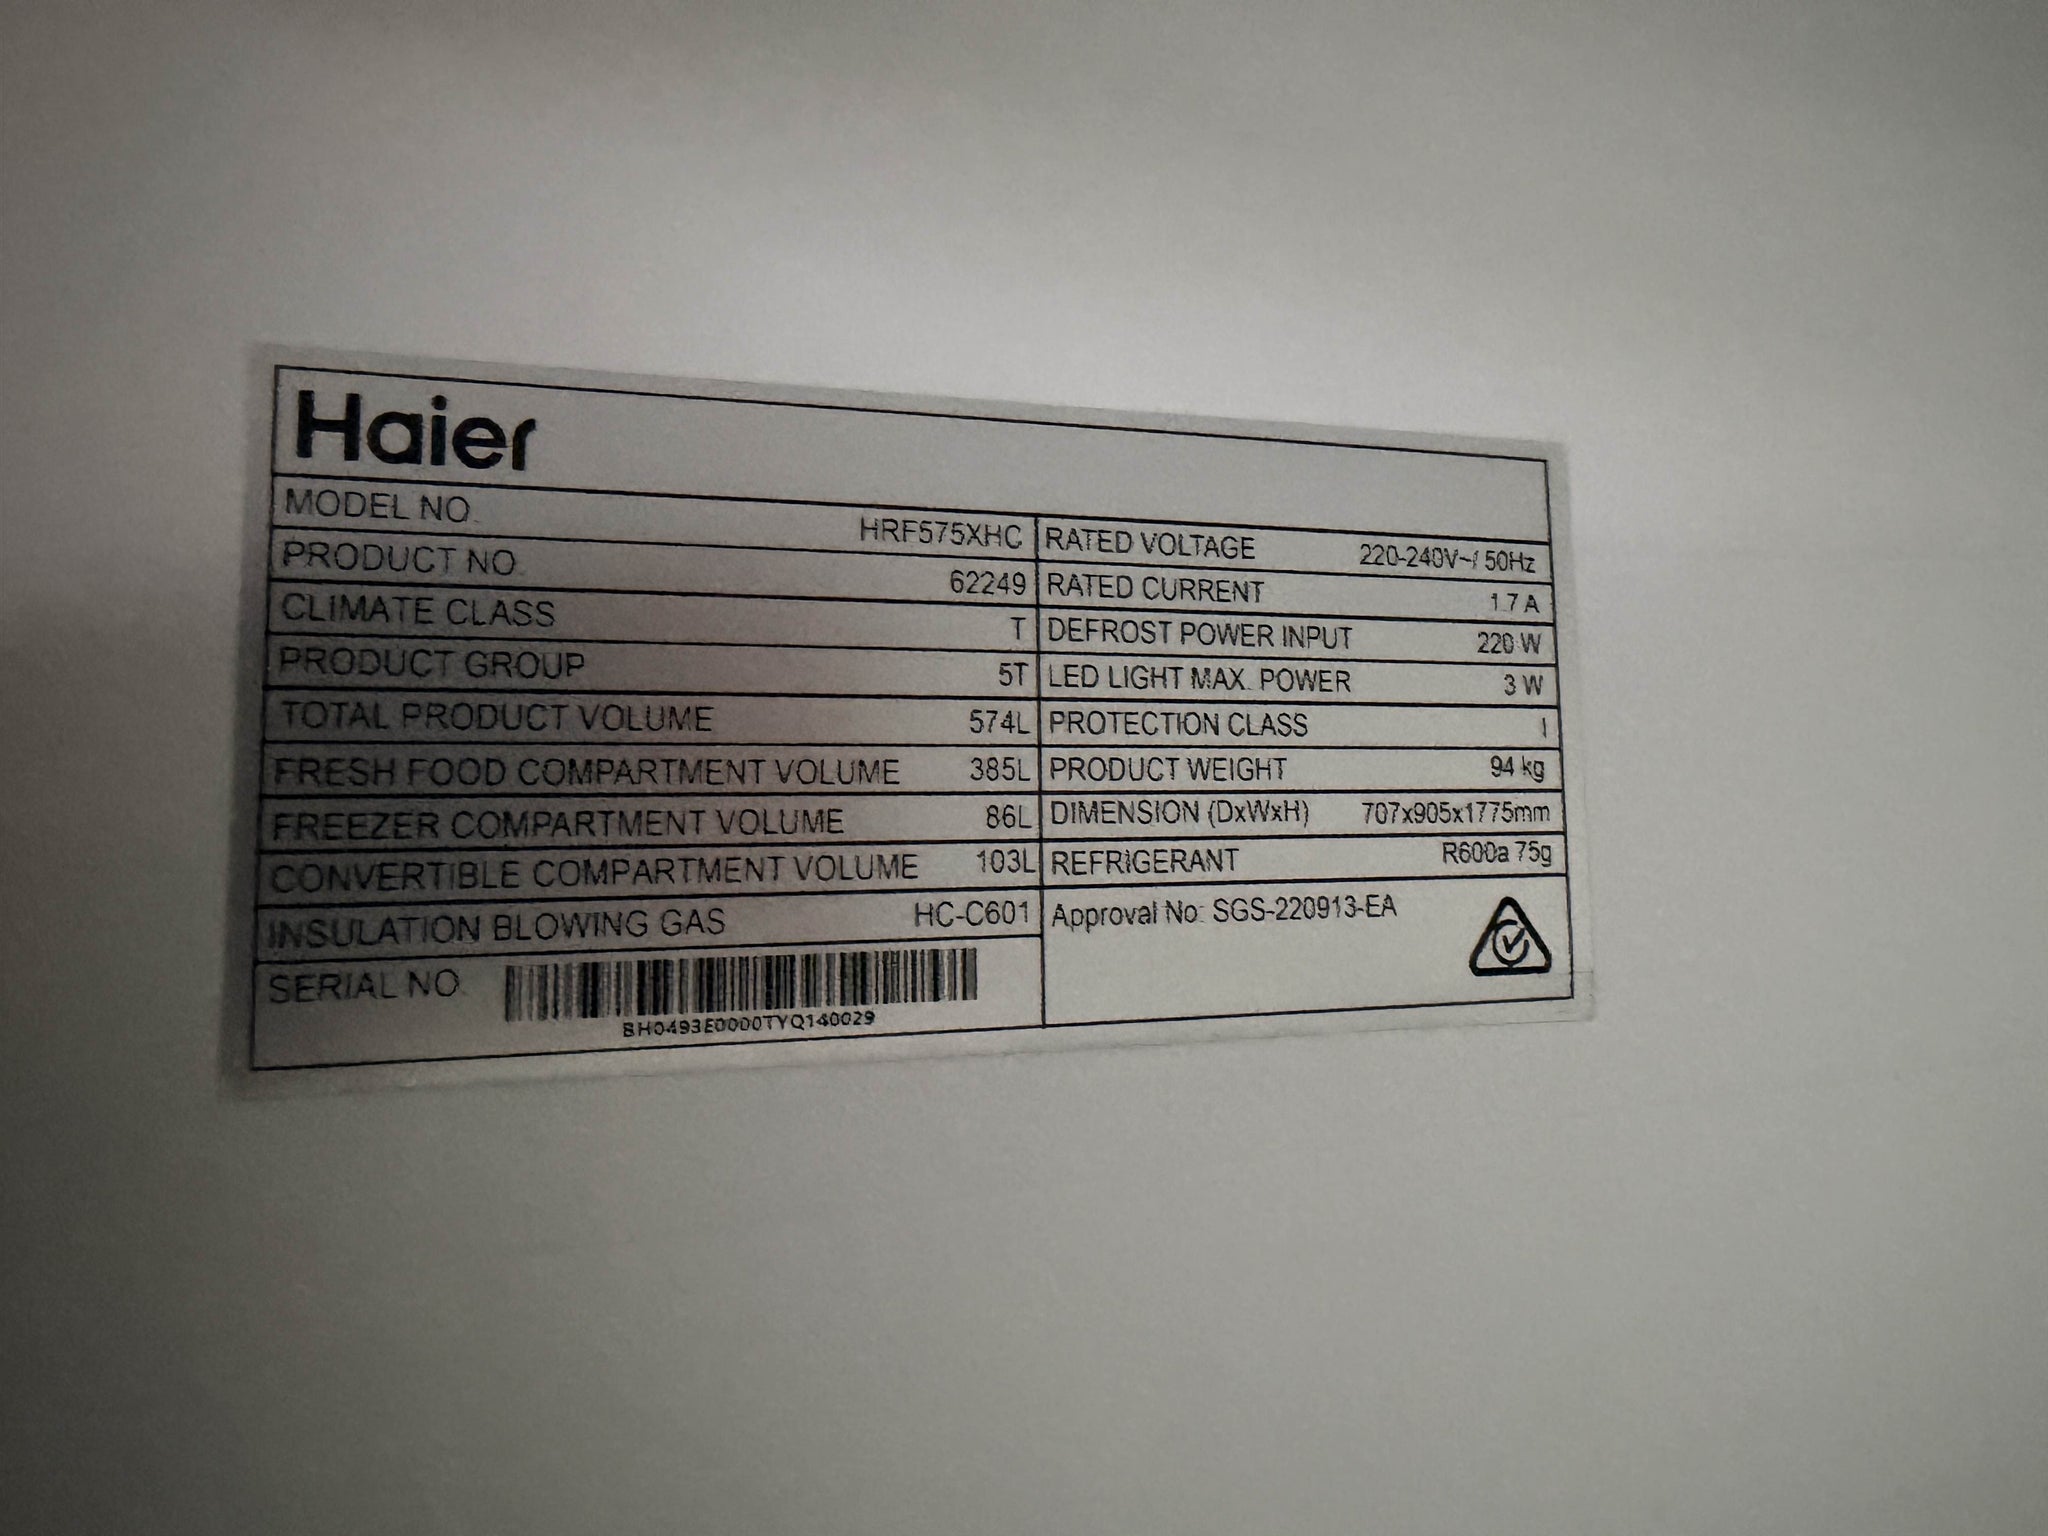 Haier
MODEL NO. HRF575XHC
PRODUCT NO. 62249
CLIMATE CLASS T
PRODUCT GROUP 5T
TOTAL PRODUCT VOLUME 574L
FRESH FOOD COMPARTMENT VOLUME 385L
FREEZER COMPARTMENT VOLUME 86L
CONVERTIBLE COMPARTMENT VOLUME 103L
INSULATION BLOWING GAS HC-C601
SERIAL NO.
BH0493E0000TYQ140029
RATED VOLTAGE 220-240V~/ 50Hz
RATED CURRENT 1.7 A
DEFROST POWER INPUT 220 W
LED LIGHT MAX. POWER 3 W
PROTECTION CLASS I
PRODUCT WEIGHT 94 kg
DIMENSION (DxWxH) 707x905x1775mm
REFRIGERANT R600a 75g
Approval No: SGS-220913-EA